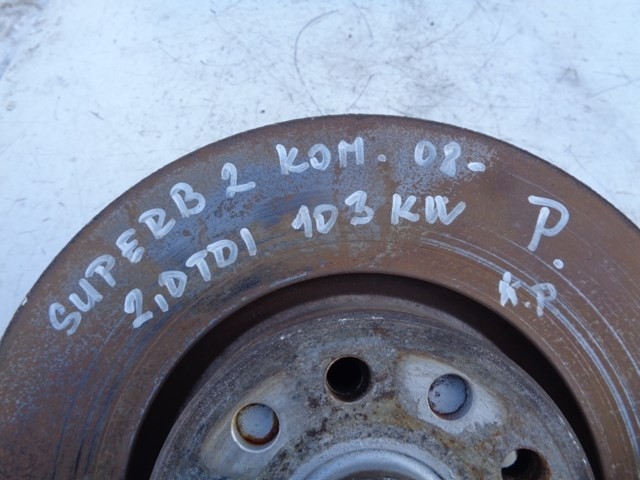 SUPERB 2 KOM. 08-
2,0TDI 103 KW P.
K.P